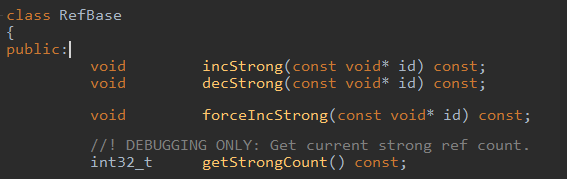 class RefBase
{
public:
void incStrong(const void* id) const;
void decStrong(const void* id) const;
void forceIncStrong(const void* id) const;
//! DEBUGGING ONLY: Get current strong ref count.
int32_t getStrongCount() const;